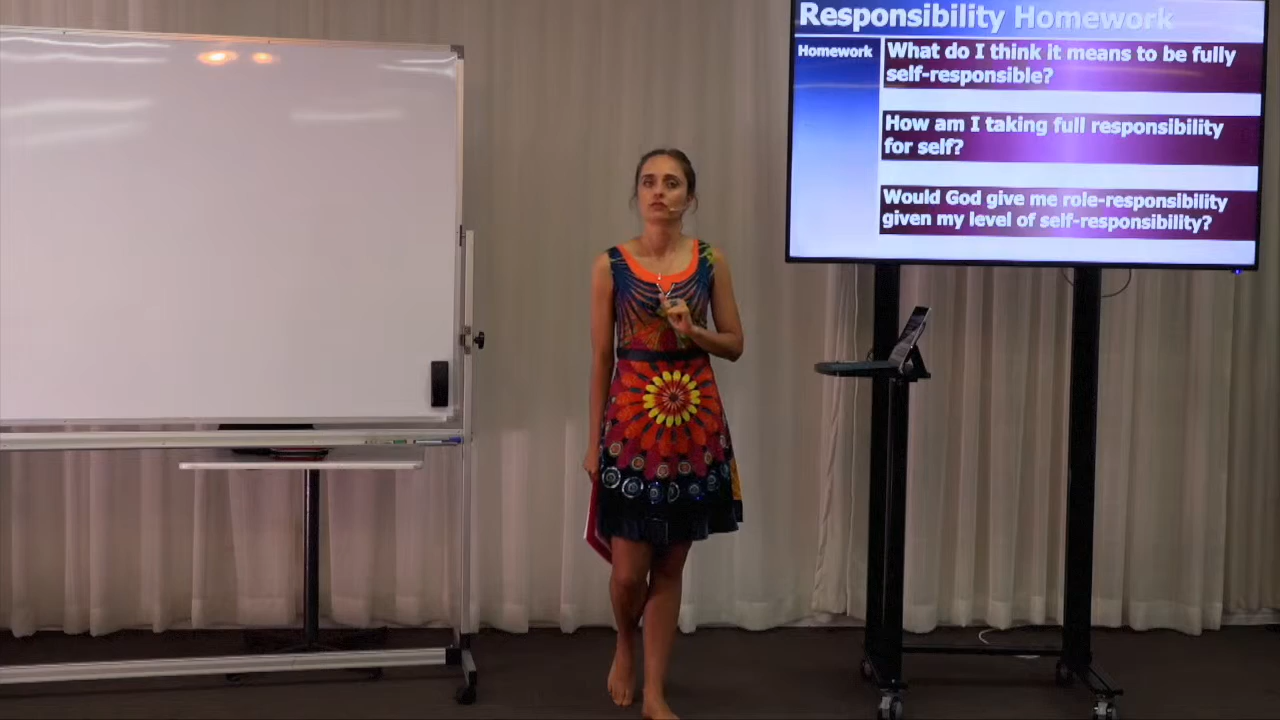 Responsibility Homework
Homework
What do I think it means to be fully
self-responsible?
How am I taking full responsibility
for self?
Would God give me role-responsibility
given my level of self-responsibility?